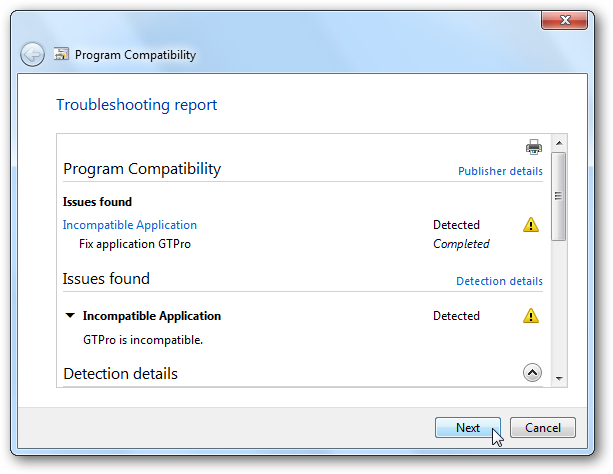 Program Compatibility
Troubleshooting report
Program Compatibility
Publisher details
Issues found
Incompatible Application Detected
Fix application GTPro Completed
Issues found
Detection details
Incompatible Application Detected
GTPro is incompatible.
Detection details
Next Cancel